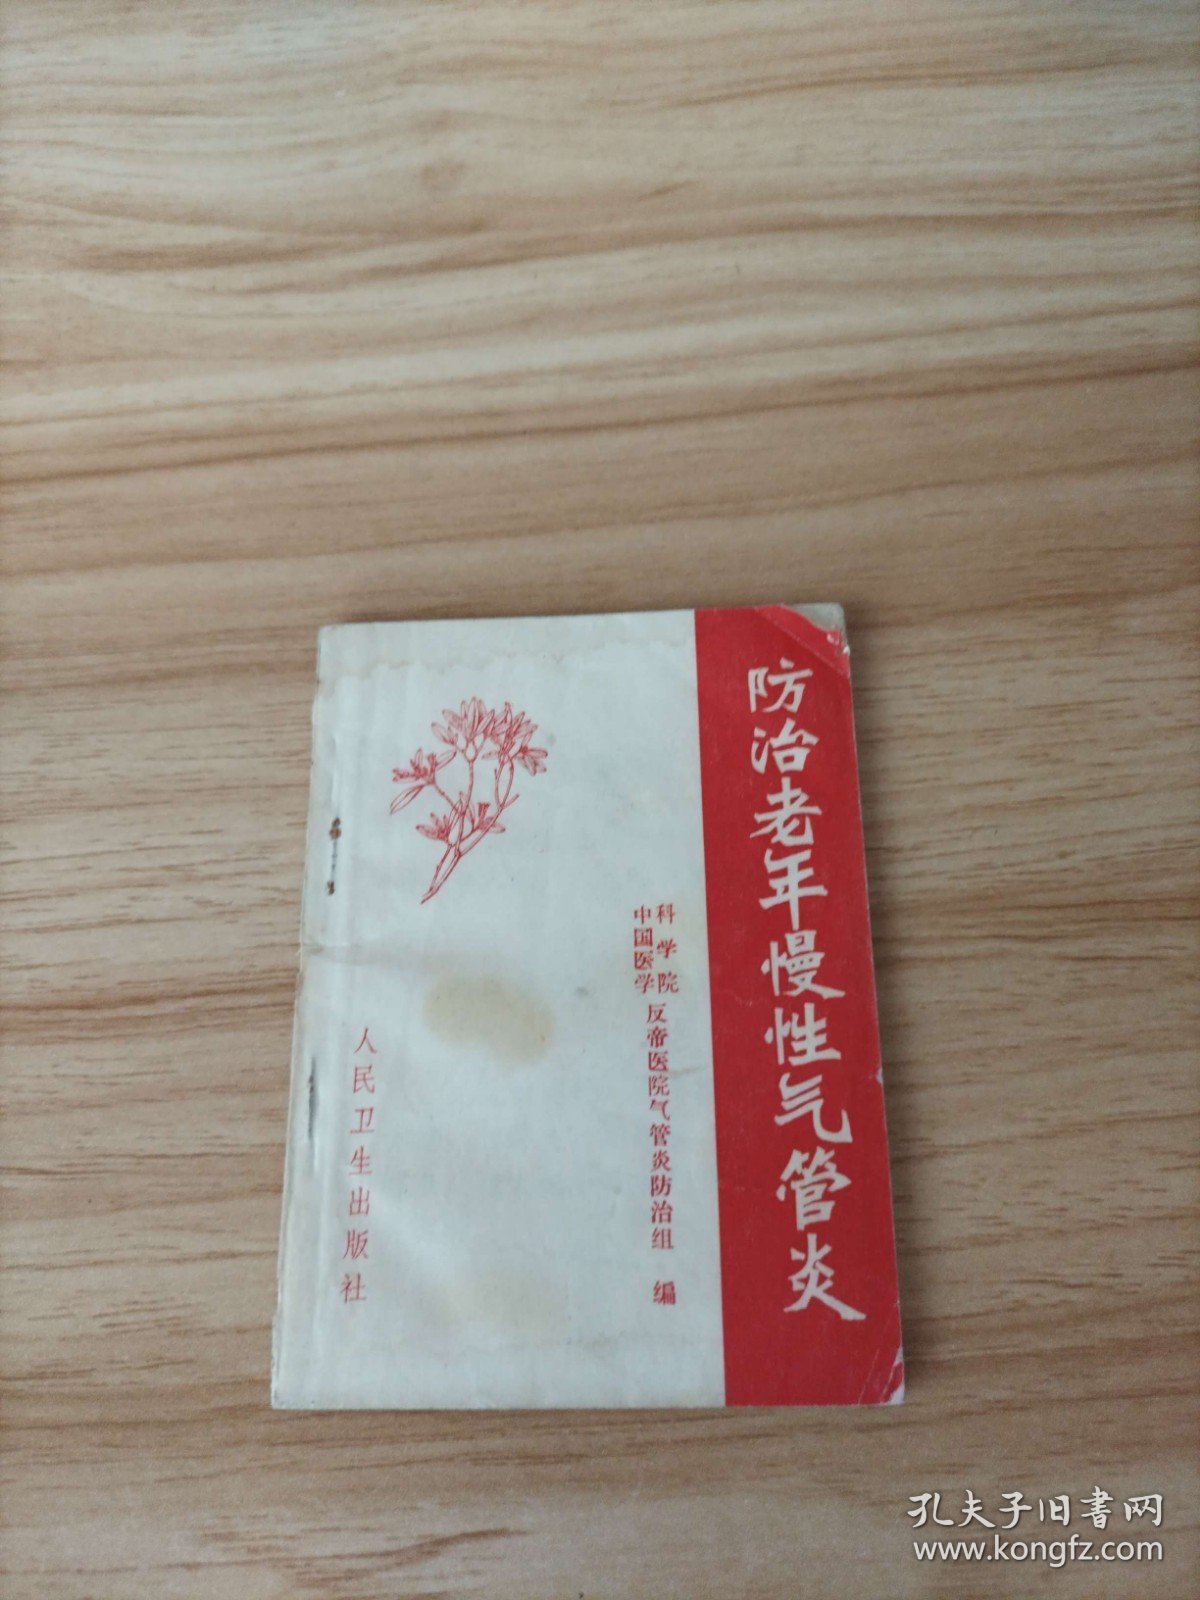 防治老年慢性气管炎
中国医学
科学院
反帝医院气管炎防治组 编
人民卫生出版社
孔夫子旧书网
www.kongfz.com